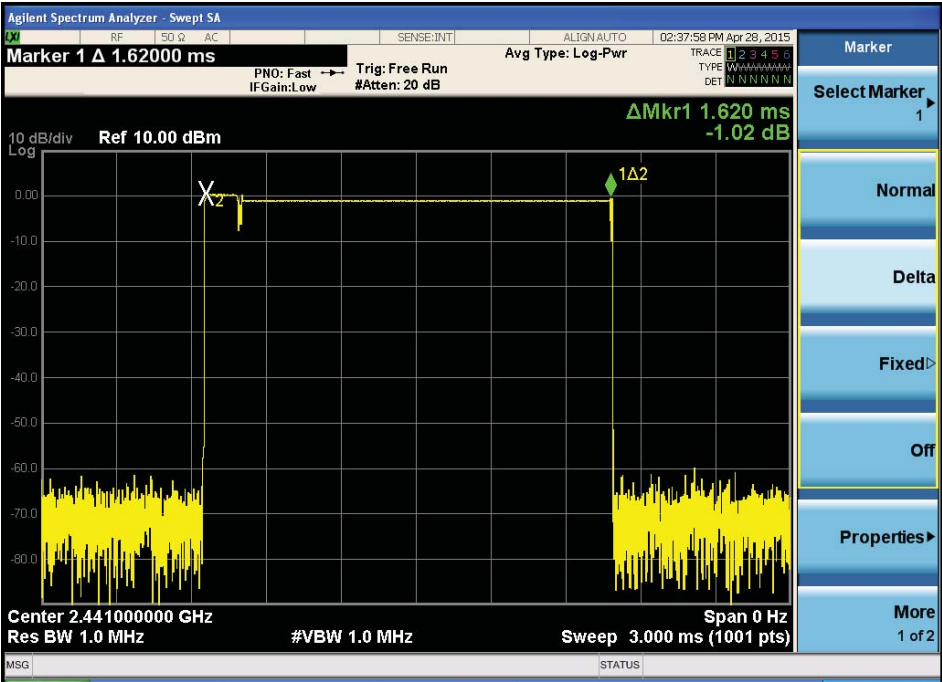 Agilent Spectrum Analyzer - Swept SA
LXI RF 50 Ω AC SENSE:INT ALIGN AUTO 02:37:58 PM Apr 28, 2015
Marker 1 Δ 1.62000 ms
PNO: Fast
IFGain:Low
Trig: Free Run
#Atten: 20 dB
Avg Type: Log-Pwr
TRACE 1 2 3 4 5 6
TYPE WWWWWW
DET N N N N N N
ΔMkr1 1.620 ms
-1.02 dB
10 dB/div Ref 10.00 dBm
Log
0.00
-10.0
-20.0
-30.0
-40.0
-50.0
-60.0
-70.0
-80.0
X2
1Δ2
Center 2.441000000 GHz Span 0 Hz
Res BW 1.0 MHz #VBW 1.0 MHz Sweep 3.000 ms (1001 pts)
MSG STATUS
Marker
Select Marker
1
Normal
Delta
Fixed
Off
Properties
More
1 of 2